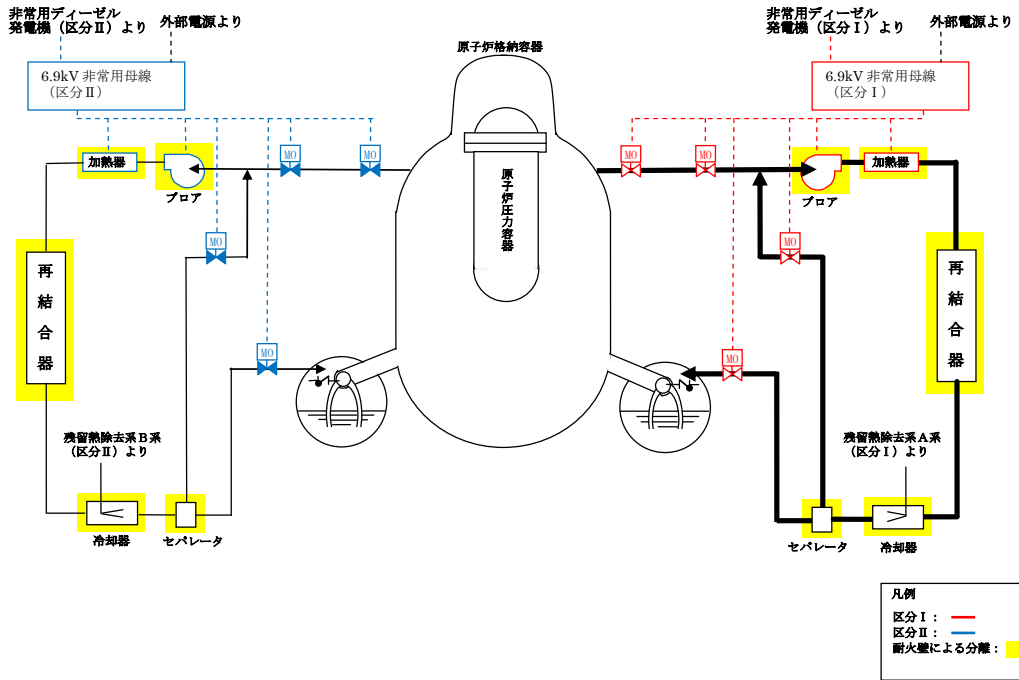 非常用ディーゼル
発電機（区分Ⅱ）より
外部電源より
6.9kV 非常用母線
（区分Ⅱ）
非常用ディーゼル
発電機（区分Ⅰ）より
外部電源より
6.9kV 非常用母線
（区分Ⅰ）
原子炉格納容器
原子炉圧力容器
MO
MO
加熱器
ブロア
MO
MO
再結合器
残留熱除去系Ｂ系
（区分Ⅱ）より
冷却器
セパレータ
MO
MO
ブロア
加熱器
MO
MO
再結合器
残留熱除去系Ａ系
（区分Ⅰ）より
セパレータ
冷却器
凡例
区分Ⅰ：
区分Ⅱ：
耐火壁による分離：